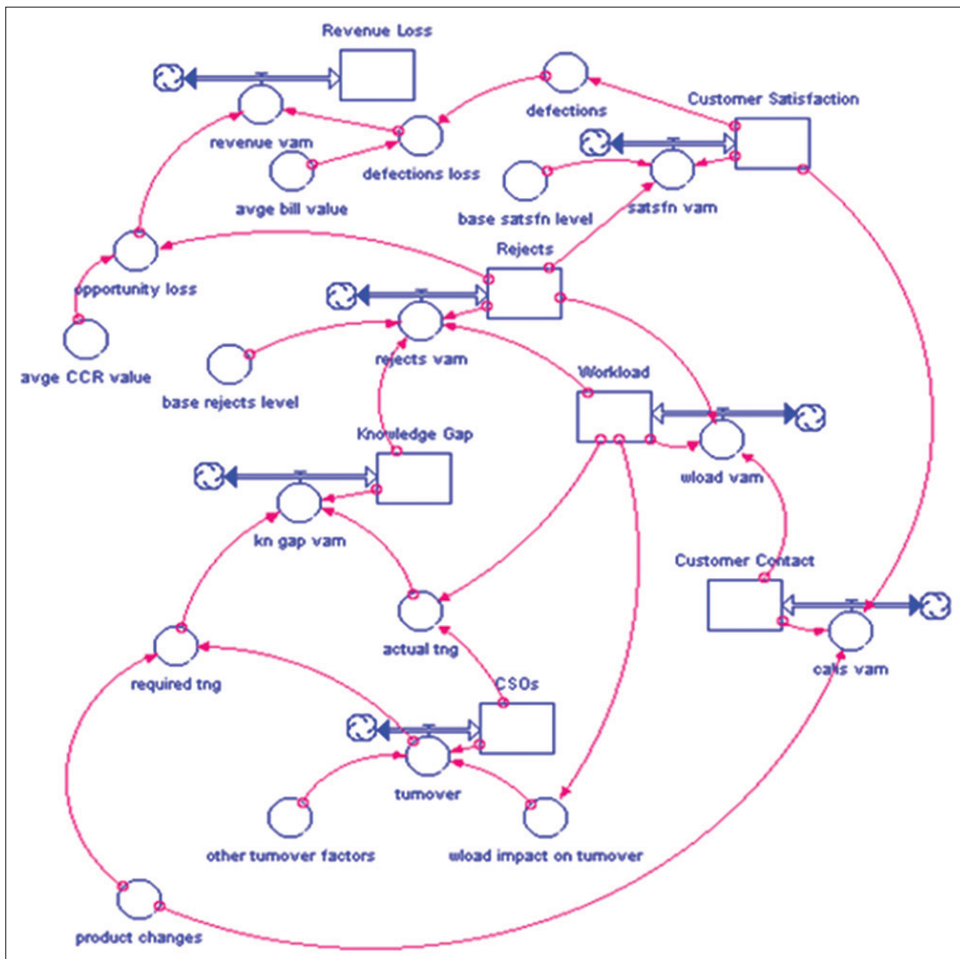 Revenue Loss
defections
Customer Satisfaction
revenue vam
defections loss
avge bill value
base satsfn level
satsfn vam
Rejects
opportunity loss
avge CCR value
base rejects level
rejects vam
Workload
Knowledge Gap
wload vam
kn gap vam
Customer Contact
actual tng
required tng
calls vam
CSOs
turnover
other turnover factors
wload impact on turnover
product changes